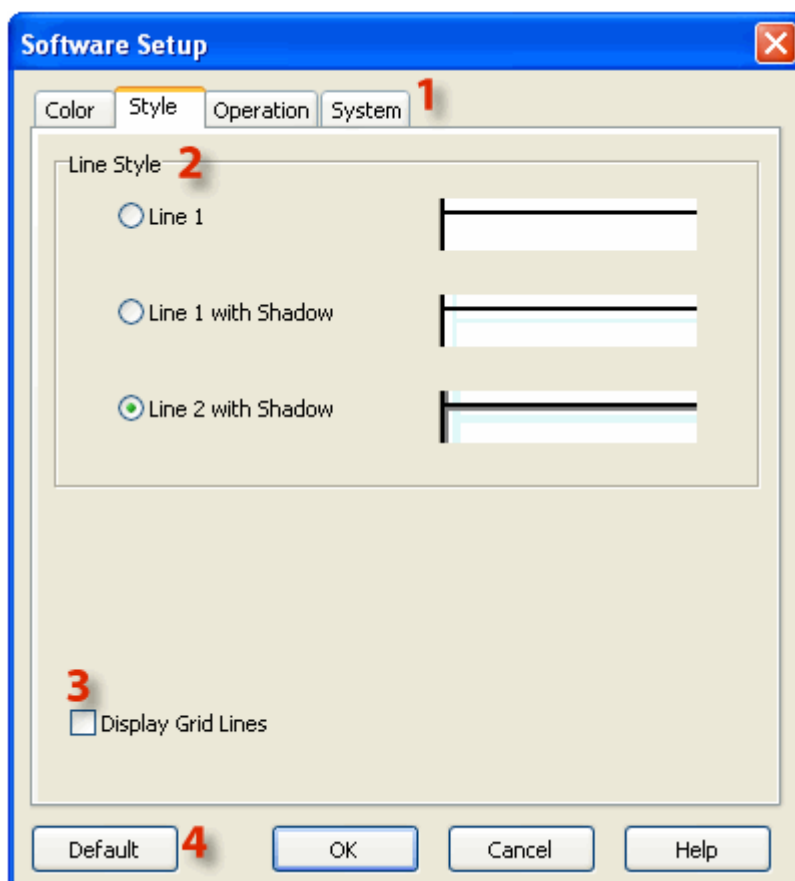 Software Setup
Color Style Operation System 1
Line Style 2
Line 1
Line 1 with Shadow
Line 2 with Shadow
3
Display Grid Lines
Default 4 OK Cancel Help